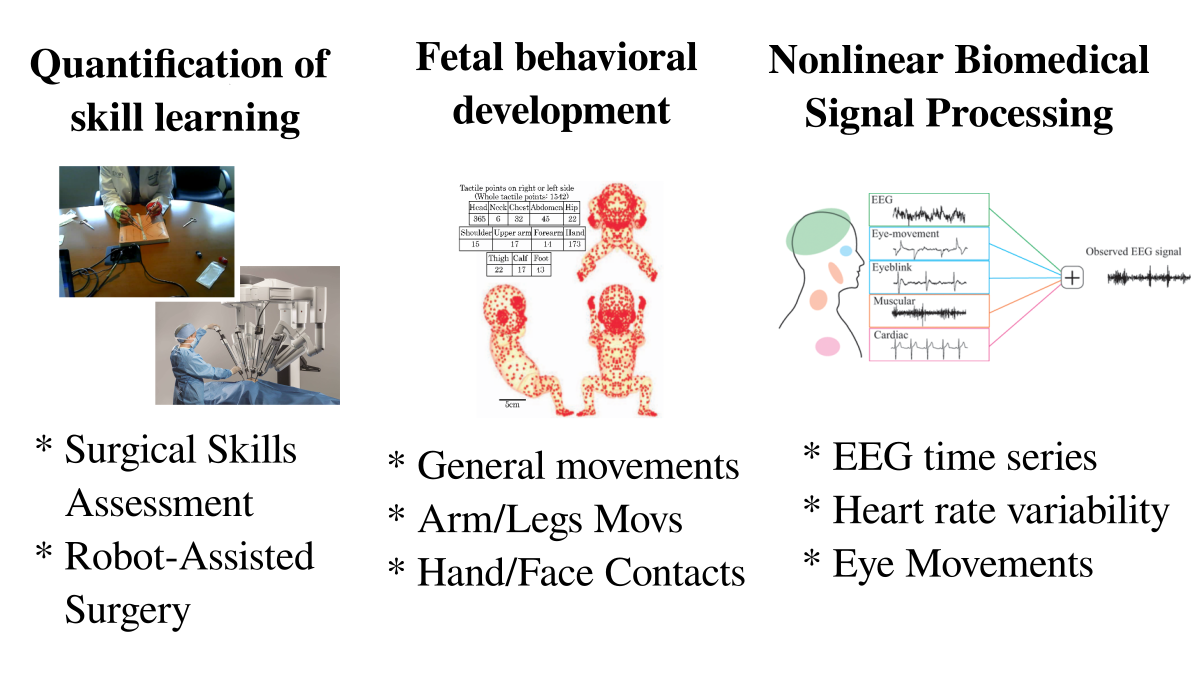 Quantification of
skill learning
* Surgical Skills
Assessment
* Robot-Assisted
Surgery
Fetal behavioral
development
Tactile points on right or left side
(Whole tactile points: 1542)
Head Neck Chest Abdomen Hip
365 6 32 45 22
Shoulder Upper arm Forearm Hand
15 17 14 173
Thigh Calf Foot
22 17 43
5cm
* General movements
* Arm/Legs Movs
* Hand/Face Contacts
Nonlinear Biomedical
Signal Processing
EEG
Eye-movement
Eyeblink
Muscular
Cardiac
+
Observed EEG signal
* EEG time series
* Heart rate variability
* Eye Movements